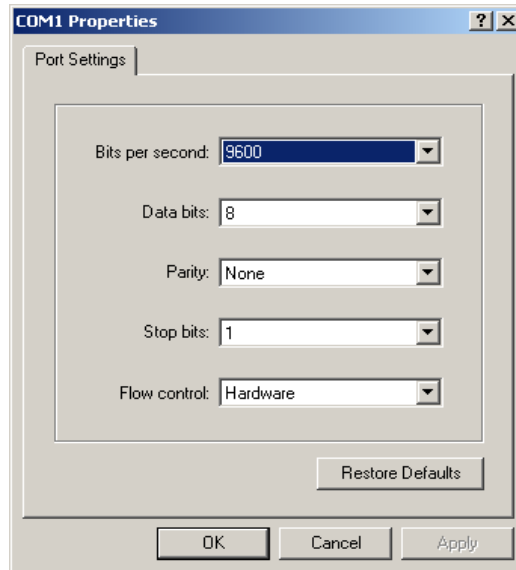 COM1 Properties
Port Settings
Bits per second: 9600
Data bits: 8
Parity: None
Stop bits: 1
Flow control: Hardware
Restore Defaults
OK Cancel Apply